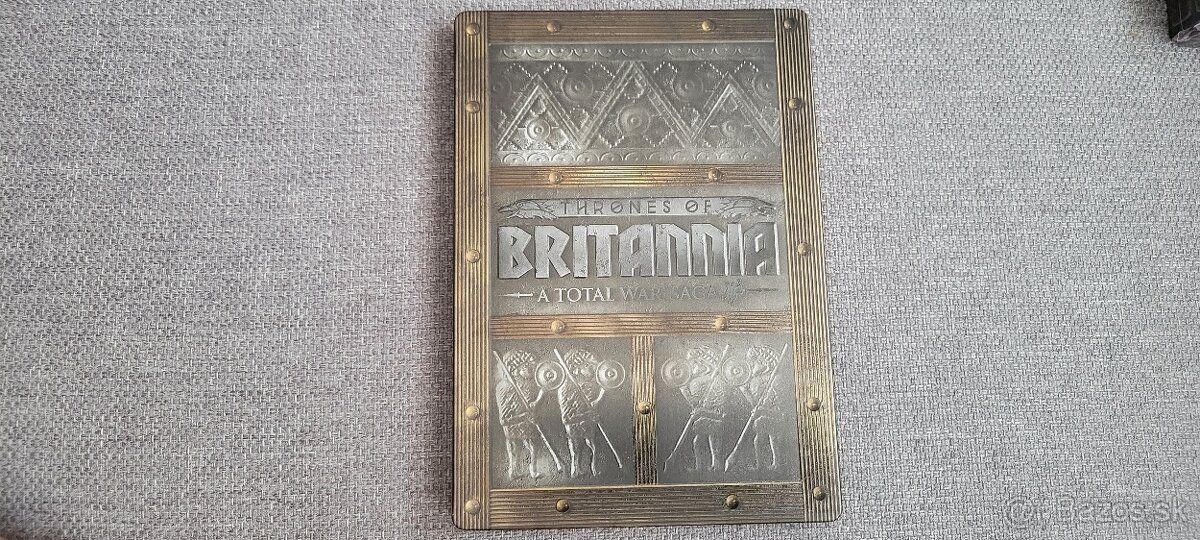 THRONES OF
BRITANNIA
A TOTAL WAR SAGA
Bazos.sk